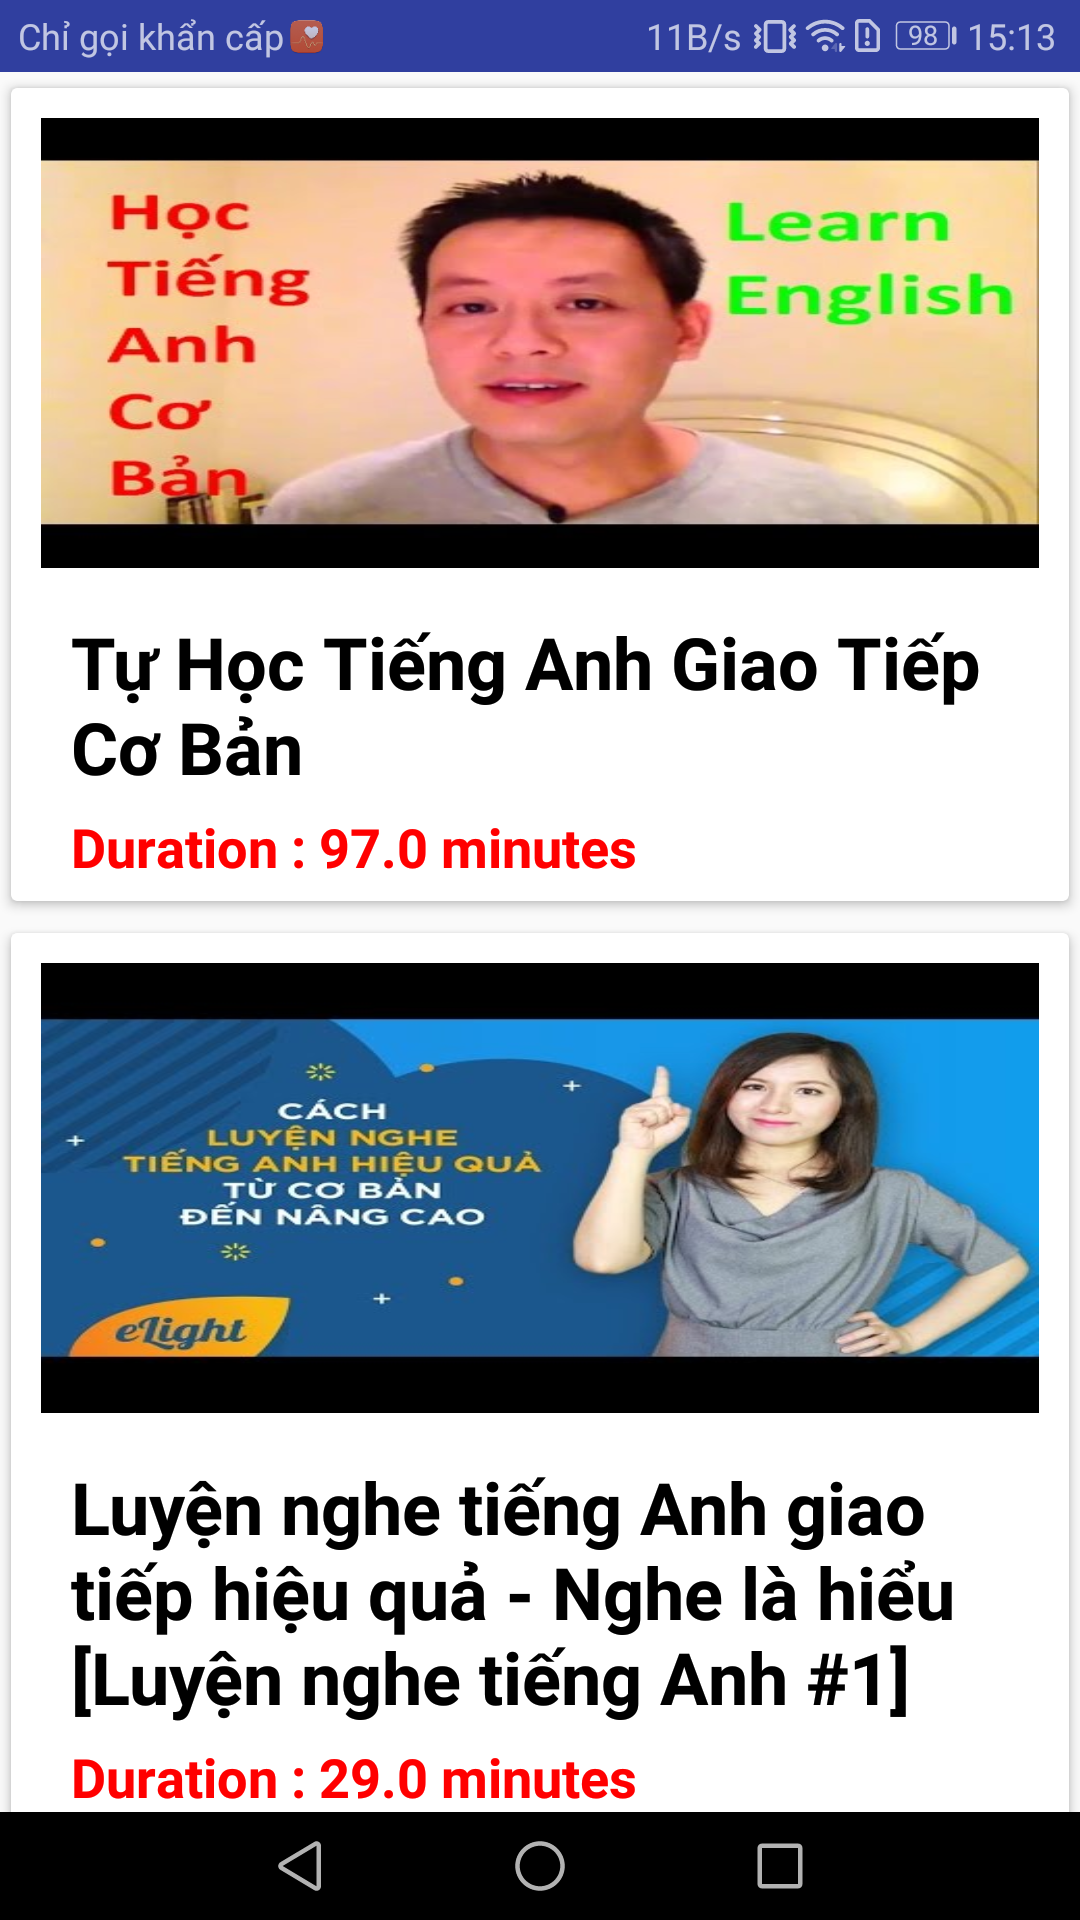 Chỉ gọi khẩn cấp
11B/s 98 15:13
Học
Tiếng
Anh
Cơ
Bản
Learn
English
Tự Học Tiếng Anh Giao Tiếp
Cơ Bản
Duration : 97.0 minutes
CÁCH
LUYỆN NGHE
TIẾNG ANH HIỆU QUẢ
TỪ CƠ BẢN
ĐẾN NÂNG CAO
eLight
Luyện nghe tiếng Anh giao
tiếp hiệu quả - Nghe là hiểu
[Luyện nghe tiếng Anh #1]
Duration : 29.0 minutes